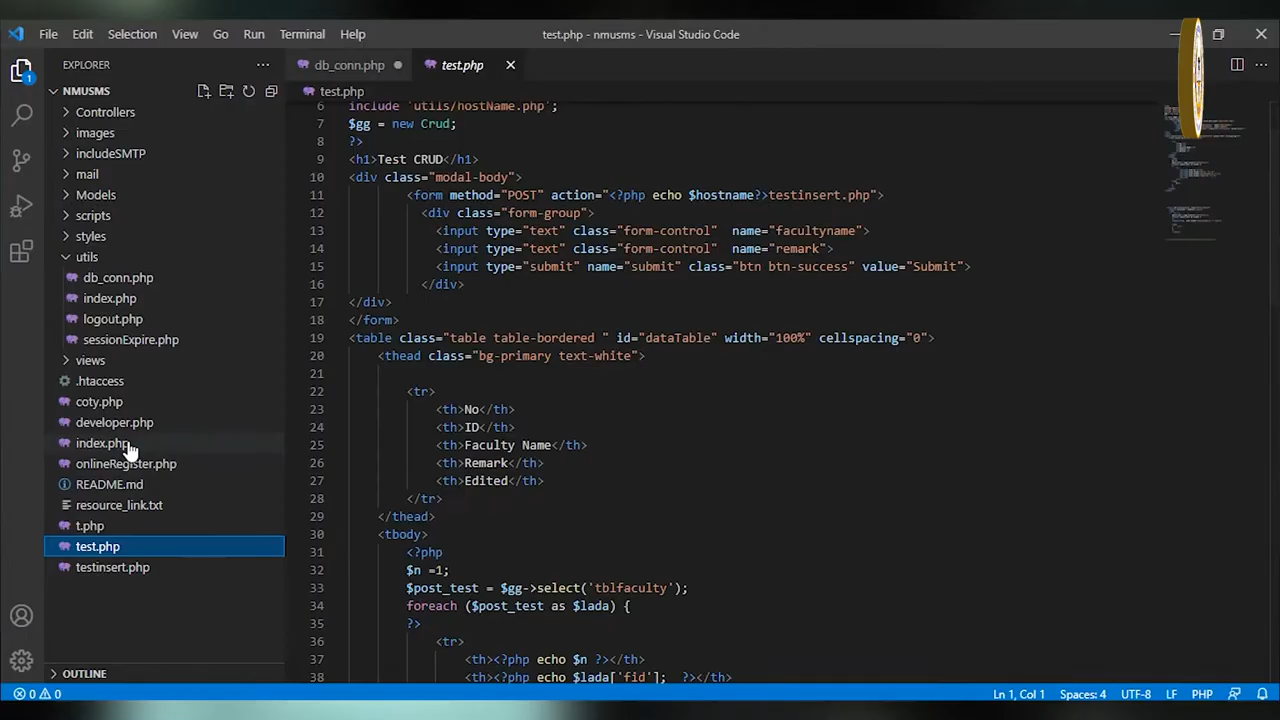 File Edit Selection View Go Run Terminal Help
test.php - nmusms - Visual Studio Code
EXPLORER
1
NMUSMS
Controllers
images
includeSMTP
mail
Models
scripts
styles
utils
db_conn.php
index.php
logout.php
sessionExpire.php
views
.htaccess
coty.php
developer.php
index.php
onlineRegister.php
README.md
resource_link.txt
t.php
test.php
testinsert.php
OUTLINE
db_conn.php test.php
test.php
6 include 'utils/hostName.php';
7 $gg = new Crud;
8 ?>
9 <h1>Test CRUD</h1>
10 <div class="modal-body">
11 <form method="POST" action="<?php echo $hostname?>testinsert.php">
12 <div class="form-group">
13 <input type="text" class="form-control" name="facultyname">
14 <input type="text" class="form-control" name="remark">
15 <input type="submit" name="submit" class="btn btn-success" value="Submit">
16 </div>
17 </div>
18 </form>
19 <table class="table table-bordered " id="dataTable" width="100%" cellspacing="0">
20 <thead class="bg-primary text-white">
21
22 <tr>
23 <th>No</th>
24 <th>ID</th>
25 <th>Faculty Name</th>
26 <th>Remark</th>
27 <th>Edited</th>
28 </tr>
29 </thead>
30 <tbody>
31 <?php
32 $n =1;
33 $post_test = $gg->select('tblfaculty');
34 foreach ($post_test as $lada) {
35 ?>
36 <tr>
37 <th><?php echo $n ?></th>
38 <th><?php echo $lada['fid']; ?></th>
0 0 Ln 1, Col 1 Spaces: 4 UTF-8 LF PHP